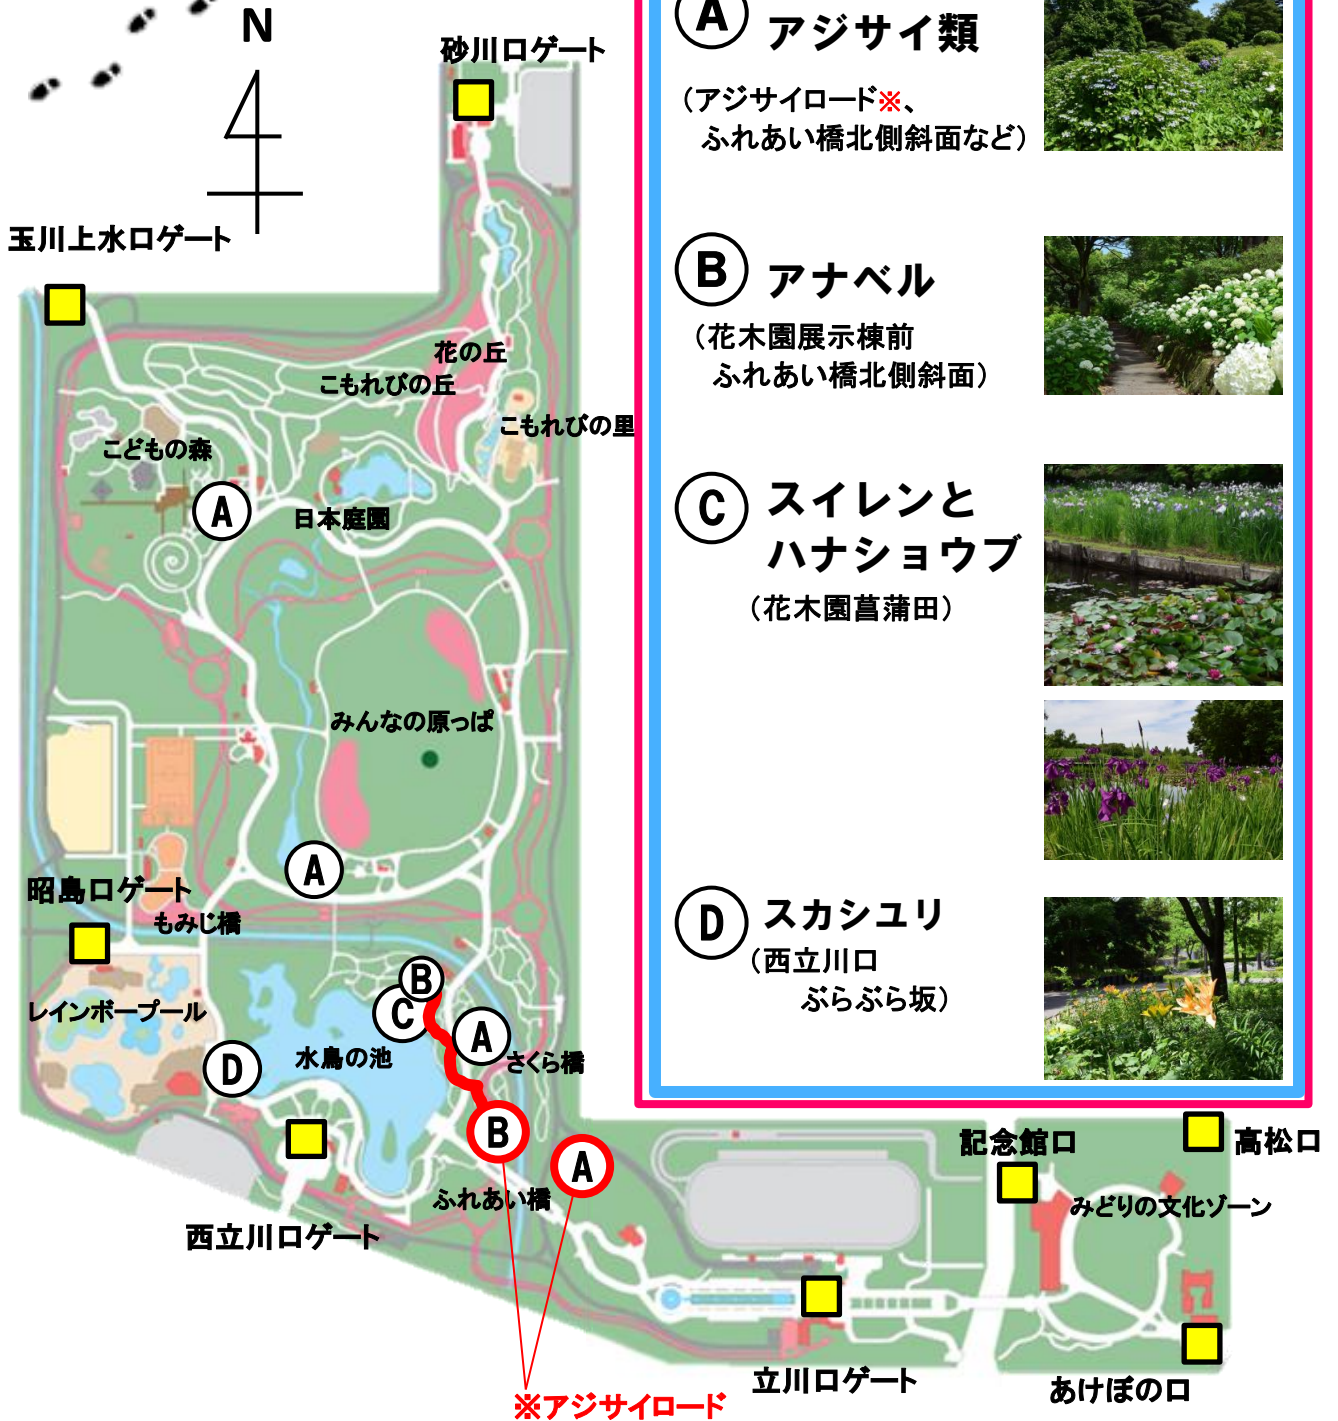 N
砂川口ゲート
玉川上水口ゲート
花の丘
こもれびの丘
こもれびの里
こどもの森
A
日本庭園
みんなの原っぱ
A
昭島口ゲート
もみじ橋
レインボープール
B
C
A
さくら橋
水鳥の池
D
B
A
ふれあい橋
西立川口ゲート
※アジサイロード
立川口ゲート
記念館口
高松口
みどりの文化ゾーン
あけぼの口
A アジサイ類
(アジサイロード※、
ふれあい橋北側斜面など)
B アナベル
(花木園展示棟前
ふれあい橋北側斜面)
C スイレンと
ハナショウブ
(花木園菖蒲田)
D スカシユリ
(西立川口
ぶらぶら坂)